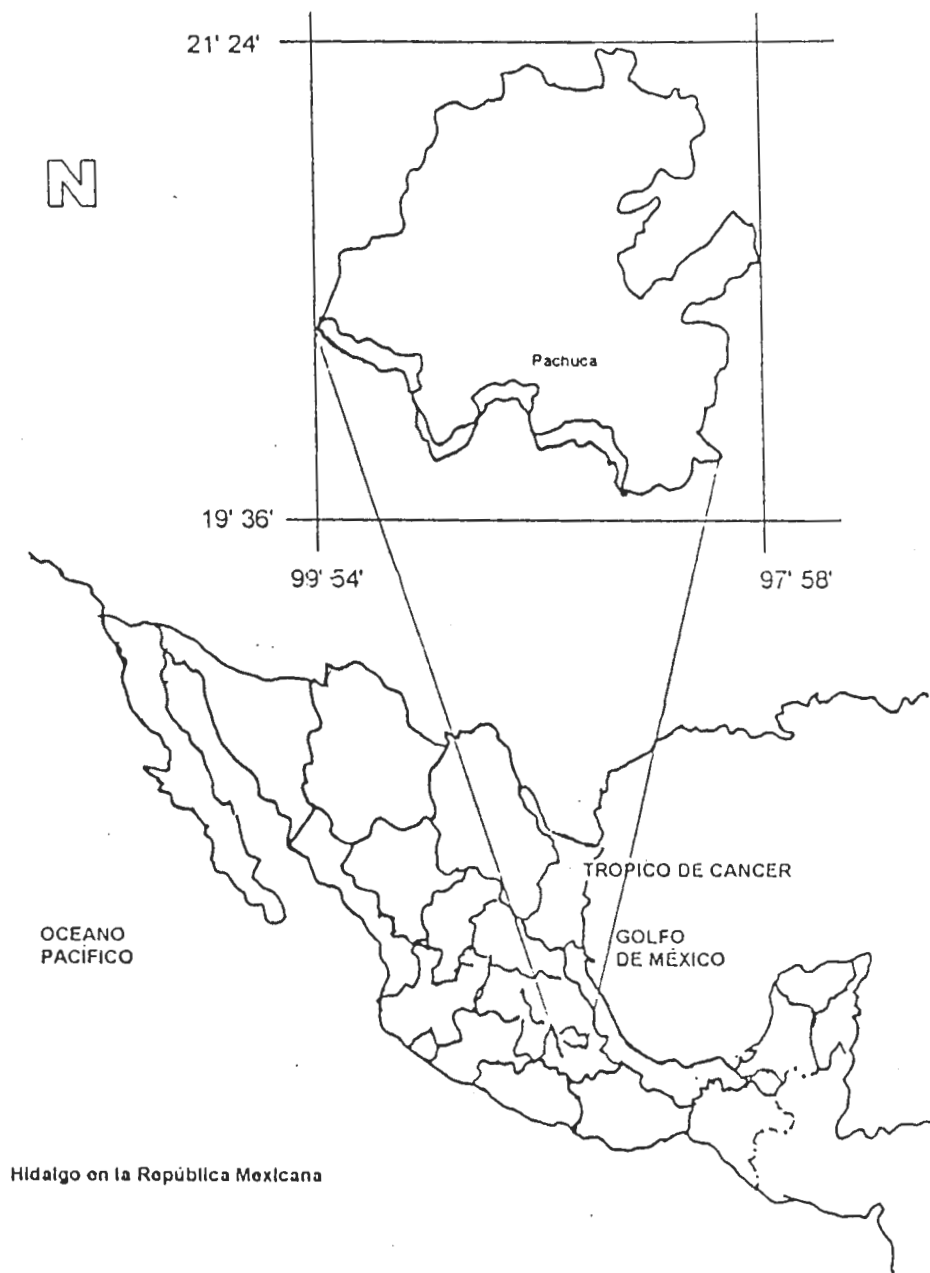 21' 24'
N
Pachuca
19' 36'
99' 54'
97' 58'
TROPICO DE CANCER
OCEANO
PACÍFICO
GOLFO
DE MÉXICO
Hidalgo en la República Mexicana